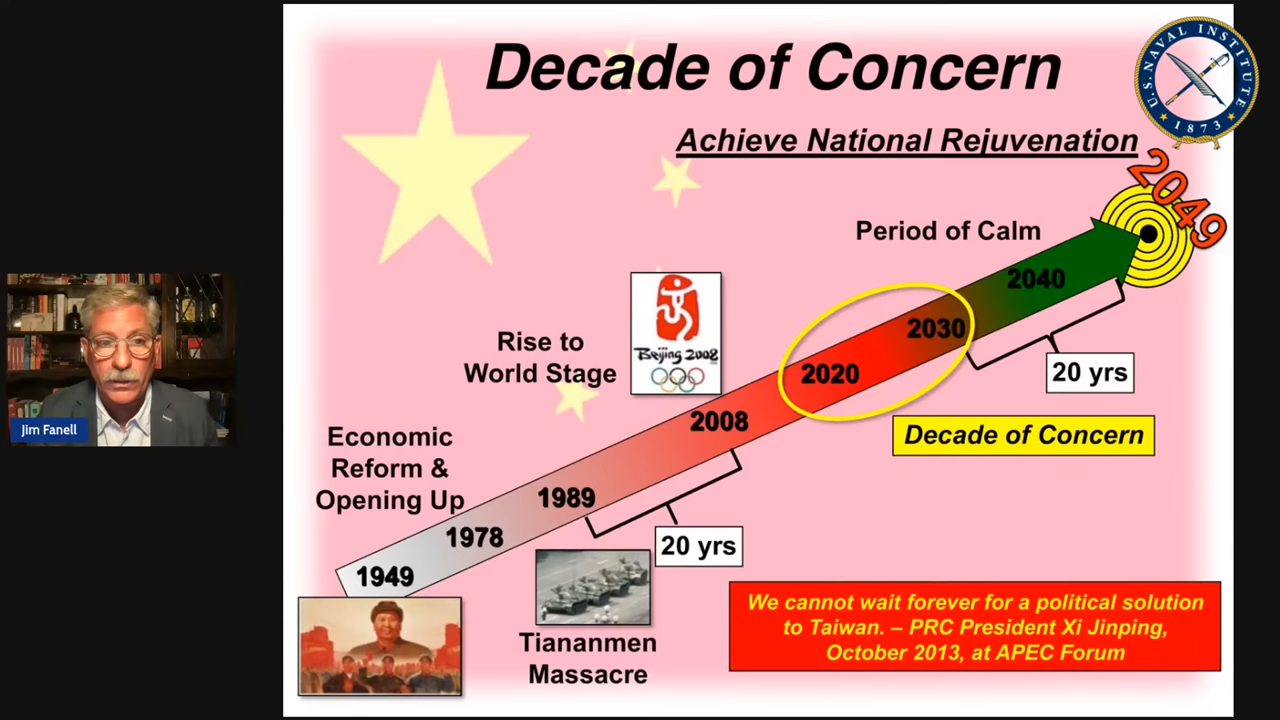 Decade of Concern
U.S. NAVAL INSTITUTE
1873
Achieve National Rejuvenation
2049
Period of Calm
2040
2030
20 yrs
2020
Decade of Concern
Rise to
World Stage
Beijing 2008
2008
Jim Fanell
Economic
Reform &
Opening Up
1989
1978
20 yrs
1949
Tiananmen
Massacre
We cannot wait forever for a political solution
to Taiwan. – PRC President Xi Jinping,
October 2013, at APEC Forum